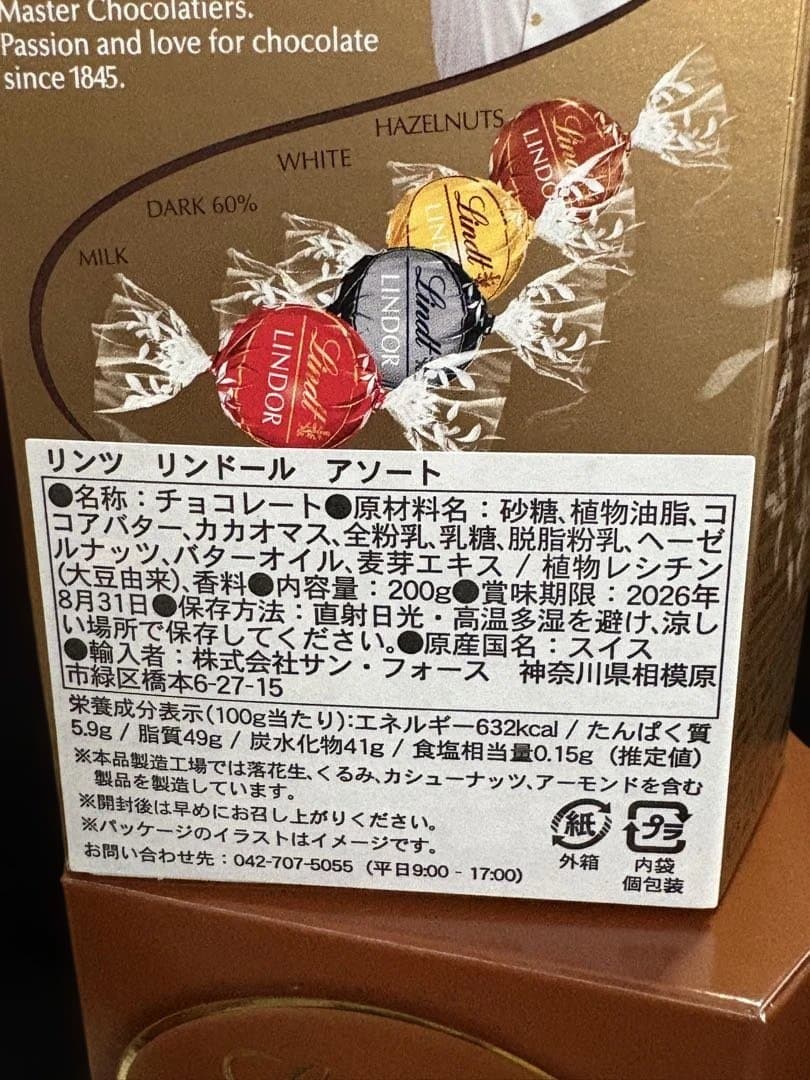 Master Chocolatiers.
Passion and love for chocolate
since 1845.
HAZELNUTS
WHITE
DARK 60%
MILK
Lindt
LINDOR
Lindt
LINDOR
Lindt
LINDOR
Lindt
LINDOR
リンツ　リンドール　アソート
●名称：チョコレート●原材料名：砂糖、植物油脂、コ
コアバター、カカオマス、全粉乳、乳糖、脱脂粉乳、ヘーゼ
ルナッツ、バターオイル、麦芽エキス / 植物レシチン
(大豆由来)、香料●内容量：200g●賞味期限：2026年
8月31日●保存方法：直射日光・高温多湿を避け、涼し
い場所で保存してください。●原産国名：スイス
●輸入者：株式会社サン・フォース　神奈川県相模原
市緑区橋本6-27-15
栄養成分表示(100g当たり):エネルギー632kcal / たんぱく質
5.9g / 脂質49g / 炭水化物41g / 食塩相当量0.15g（推定値）
※本品製造工場では落花生、くるみ、カシューナッツ、アーモンドを含む
製品を製造しています。
※開封後は早めにお召し上がりください。
※パッケージのイラストはイメージです。
お問い合わせ先：042-707-5055（平日9:00 - 17:00）
紙
外箱
プラ
内袋
個包装